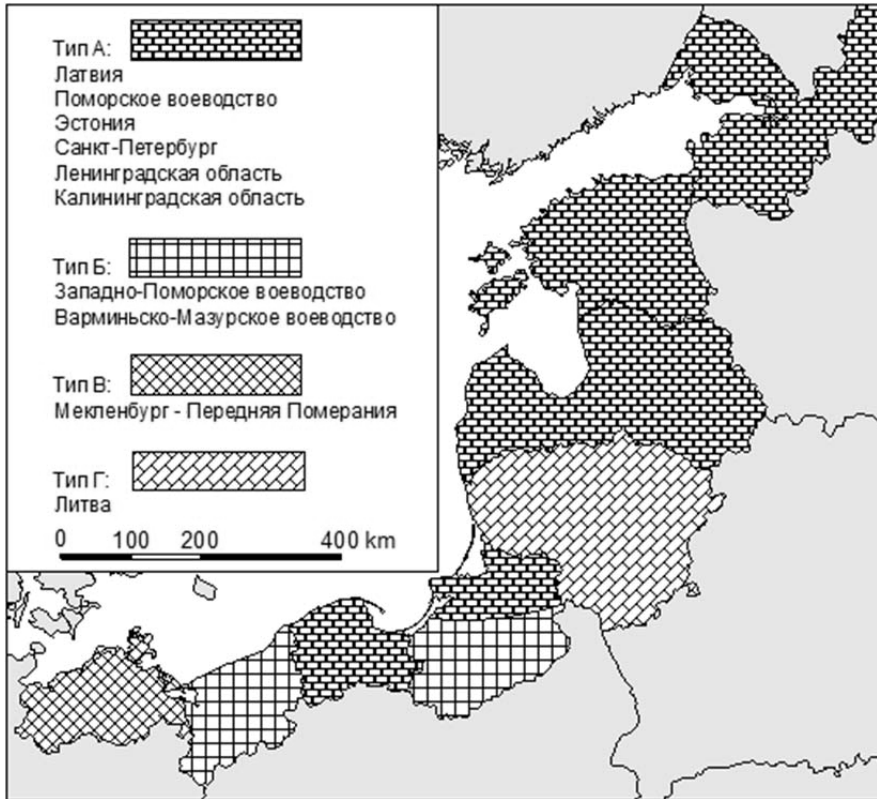 Тип А:
Латвия
Поморское воеводство
Эстония
Санкт-Петербург
Ленинградская область
Калининградская область
Тип Б:
Западно-Поморское воеводство
Варминьско-Мазурское воеводство
Тип В:
Мекленбург - Передняя Померания
Тип Г:
Литва
0 100 200 400 km